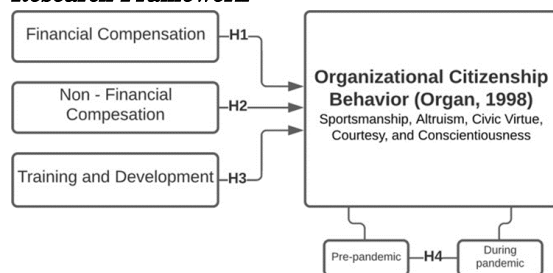 Research Framework
Financial Compensation
H1
Non - Financial
Compesation
H2
Training and Development
H3
Organizational Citizenship
Behavior (Organ, 1998)
Sportsmanship, Altruism, Civic Virtue,
Courtesy, and Conscientiousness
Pre-pandemic
H4
During
pandemic